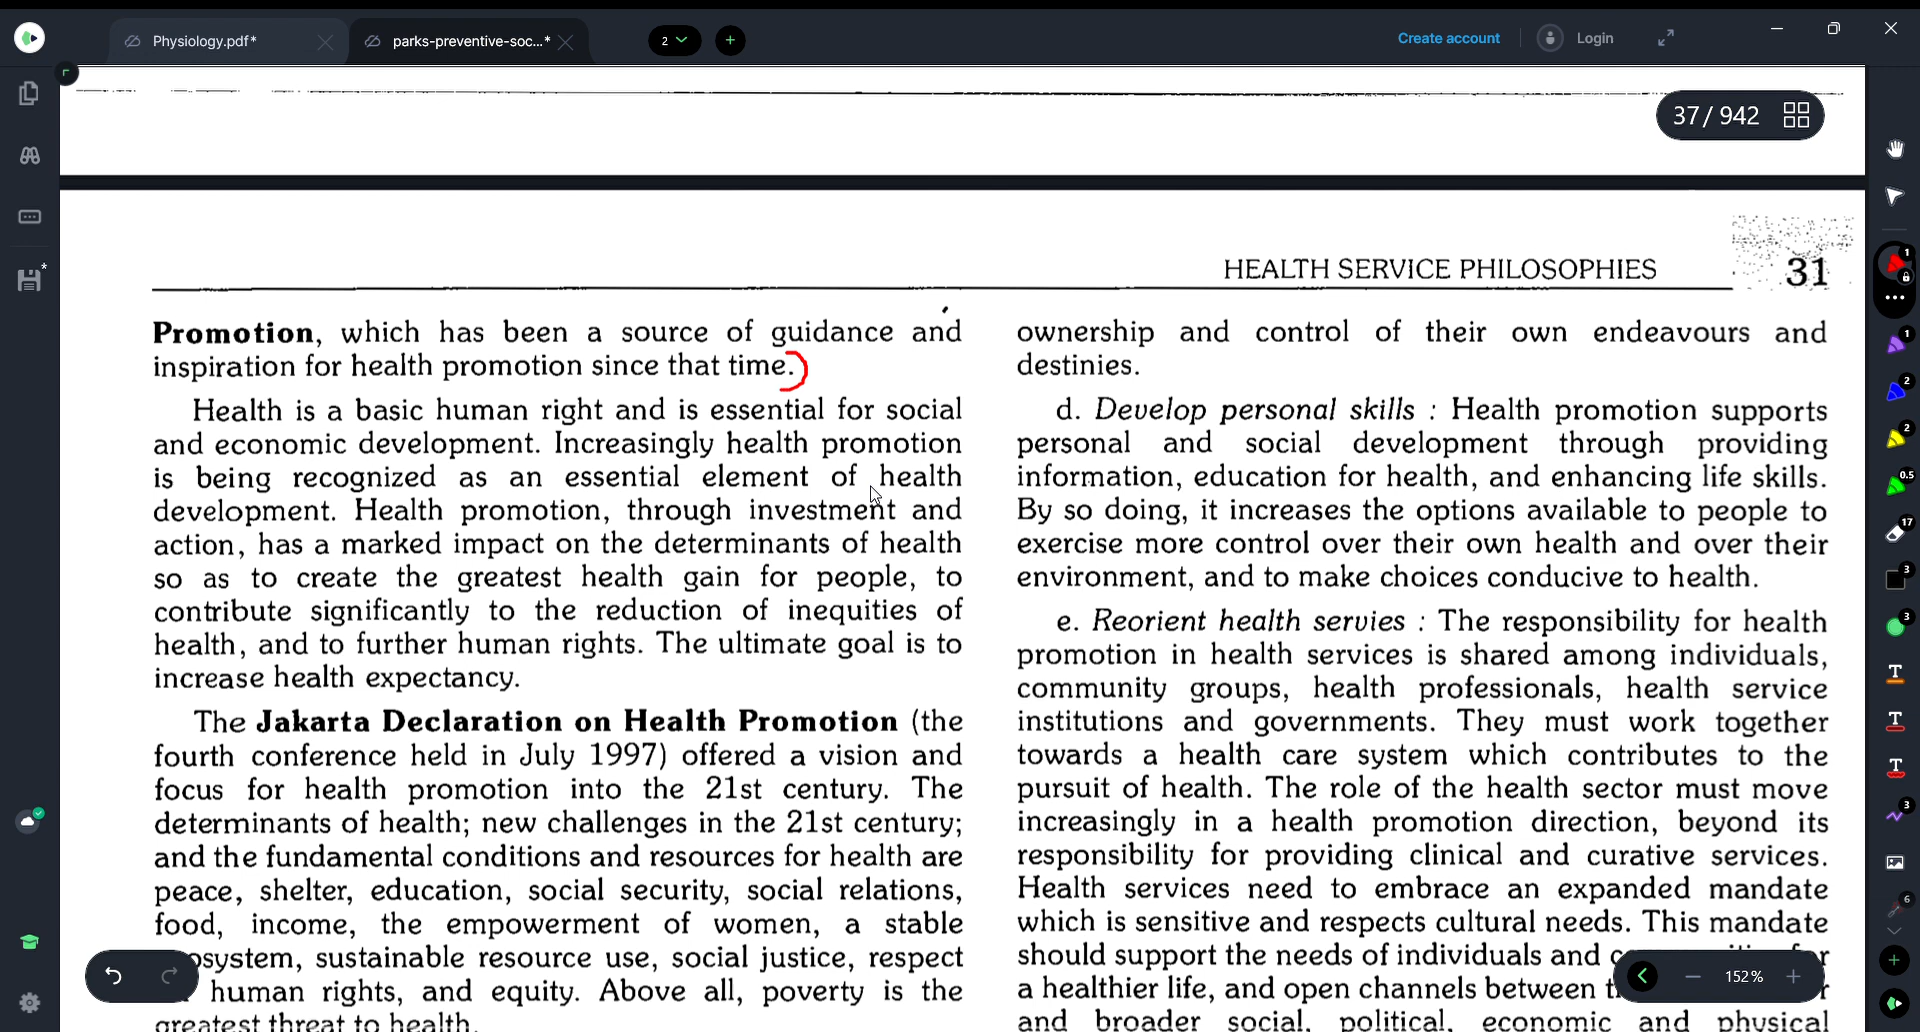 Physiology.pdf*
parks-preventive-soc...*
2
Create account
Login
37 / 942
HEALTH SERVICE PHILOSOPHIES 31
Promotion, which has been a source of guidance and
inspiration for health promotion since that time.
Health is a basic human right and is essential for social
and economic development. Increasingly health promotion
is being recognized as an essential element of health
development. Health promotion, through investment and
action, has a marked impact on the determinants of health
so as to create the greatest health gain for people, to
contribute significantly to the reduction of inequities of
health, and to further human rights. The ultimate goal is to
increase health expectancy.
The Jakarta Declaration on Health Promotion (the
fourth conference held in July 1997) offered a vision and
focus for health promotion into the 21st century. The
determinants of health; new challenges in the 21st century;
and the fundamental conditions and resources for health are
peace, shelter, education, social security, social relations,
food, income, the empowerment of women, a stable
osystem, sustainable resource use, social justice, respect
human rights, and equity. Above all, poverty is the
greatest threat to health.
ownership and control of their own endeavours and
destinies.
d. Develop personal skills : Health promotion supports
personal and social development through providing
information, education for health, and enhancing life skills.
By so doing, it increases the options available to people to
exercise more control over their own health and over their
environment, and to make choices conducive to health.
e. Reorient health servies : The responsibility for health
promotion in health services is shared among individuals,
community groups, health professionals, health service
institutions and governments. They must work together
towards a health care system which contributes to the
pursuit of health. The role of the health sector must move
increasingly in a health promotion direction, beyond its
responsibility for providing clinical and curative services.
Health services need to embrace an expanded mandate
which is sensitive and respects cultural needs. This mandate
should support the needs of individuals and
a healthier life, and open channels between
and broader social, political, economic and physical
152%
1
1
2
2
0.5
17
3
3
T
T
T
3
6